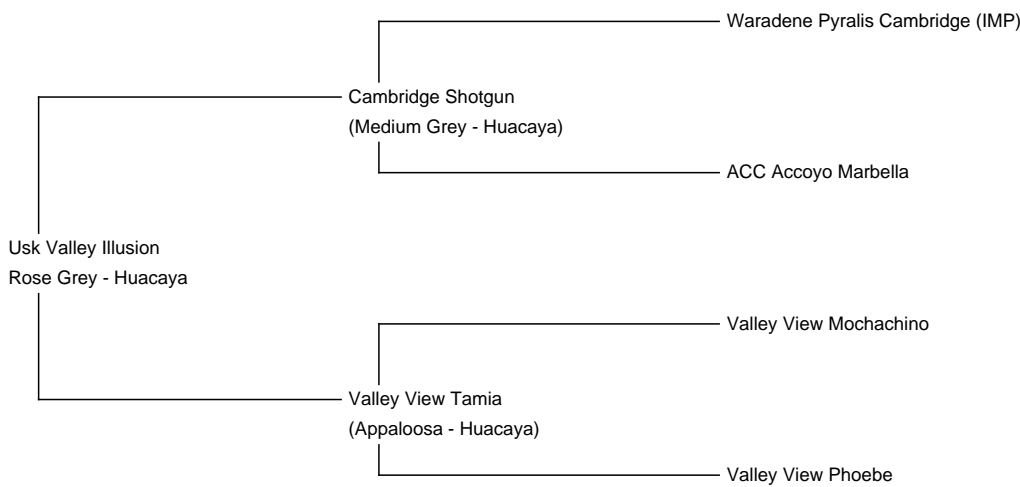 Waradene Pyralis Cambridge (IMP)
Cambridge Shotgun
(Medium Grey - Huacaya)
ACC Accoyo Marbella
Usk Valley Illusion
Rose Grey - Huacaya
Valley View Mochachino
Valley View Tamia
(Appaloosa - Huacaya)
Valley View Phoebe